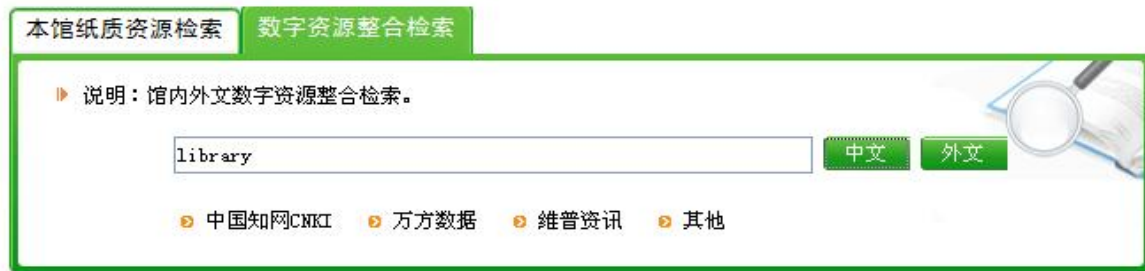 本馆纸质资源检索 数字资源整合检索
说明：馆内外文数字资源整合检索。
library 中文 外文
中国知网CNKI 万方数据 维普资讯 其他